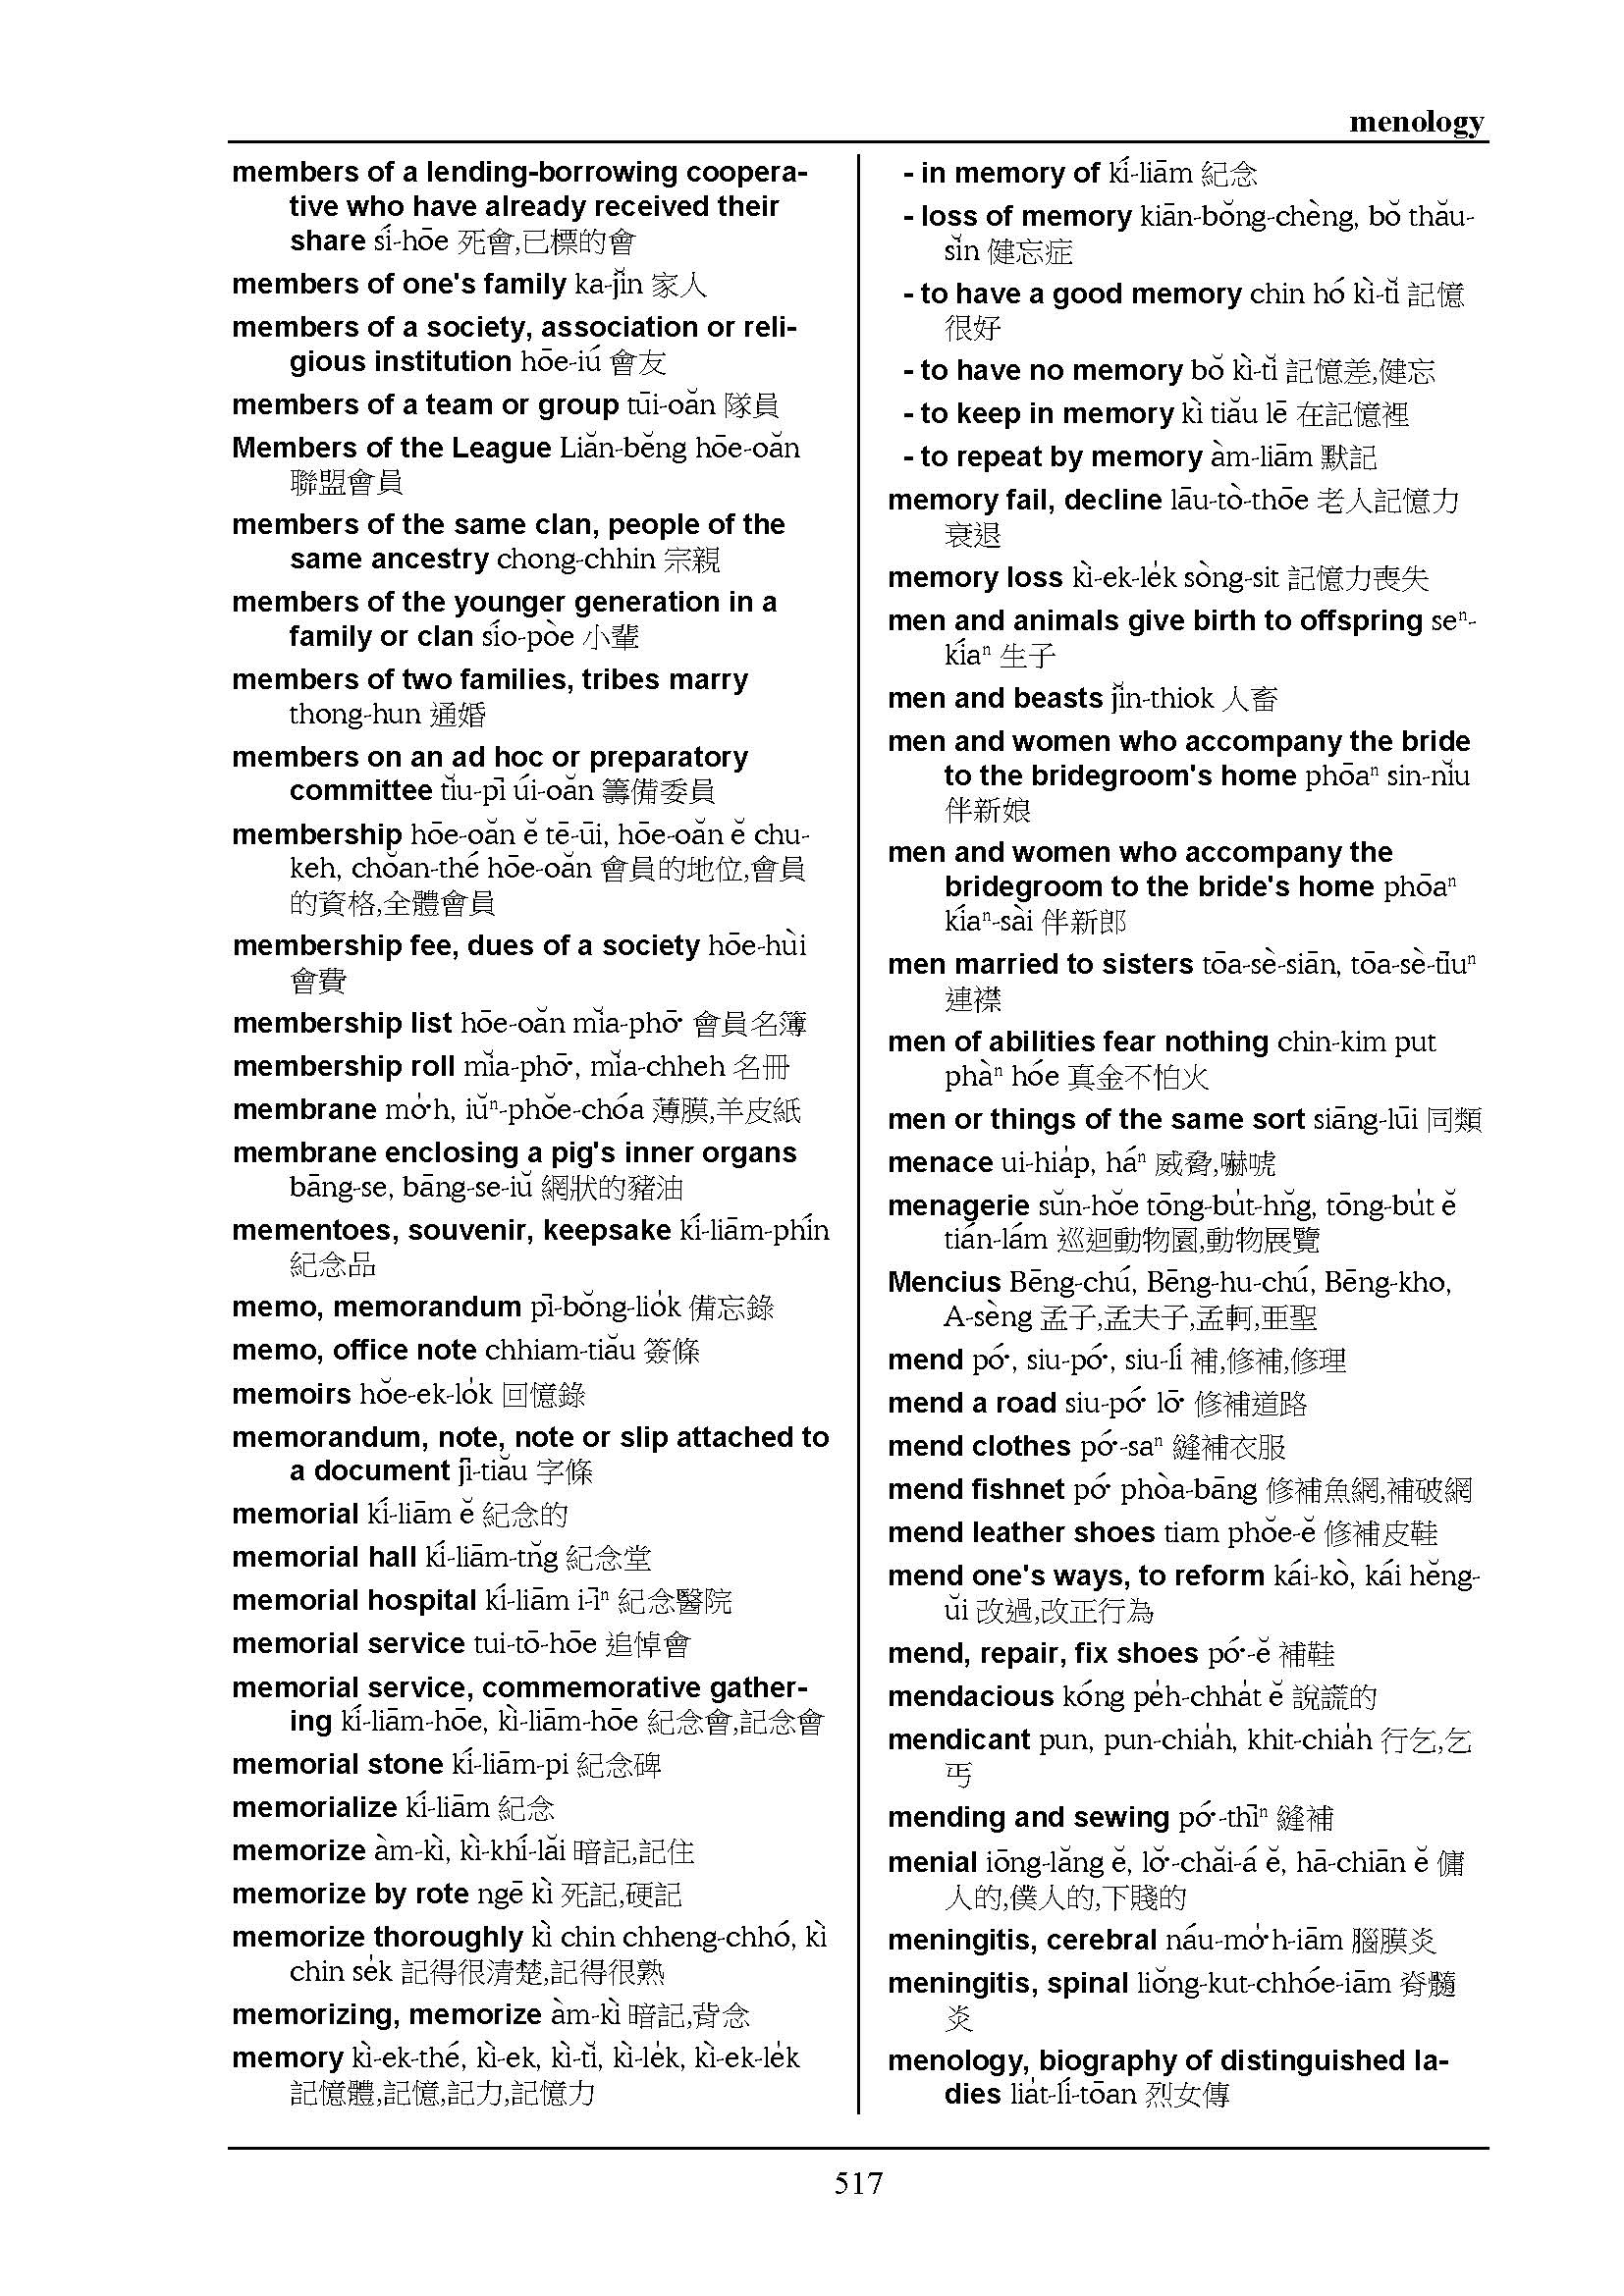 menology
members of a lending-borrowing coopera-
tive who have already received their
share sí-hōe 死會,已標的會
members of one's family ka-jǐn 家人
members of a society, association or reli-
gious institution hōe-iú 會友
members of a team or group tūi-oăn 隊員
Members of the League Liăn-bĕng hōe-oăn
聯盟會員
members of the same clan, people of the
same ancestry chong-chhin 宗親
members of the younger generation in a
family or clan sío-pòe 小輩
members of two families, tribes marry
thong-hun 通婚
members on an ad hoc or preparatory
committee tĭu-pī úi-oăn 籌備委員
membership hōe-oăn ĕ tē-ūi, hōe-oăn ĕ chu-
keh, chŏan-thé hōe-oăn 會員的地位,會員
的資格,全體會員
membership fee, dues of a society hōe-hùi
會費
membership list hōe-oăn mĭa-phō͘ 會員名簿
membership roll mĭa-phō͘, mĭa-chheh 名冊
membrane mo̍͘h, iŭⁿ-phŏe-chóa 薄膜,羊皮紙
membrane enclosing a pig's inner organs
bāng-se, bāng-se-iŭ 網狀的豬油
mementoes, souvenir, keepsake kí-liām-phín
紀念品
memo, memorandum pī-bŏng-lio̍k 備忘錄
memo, office note chhiam-tiău 簽條
memoirs hŏe-ek-lo̍k 回憶錄
memorandum, note, note or slip attached to
a document jī-tiău 字條
memorial kí-liām ĕ 紀念的
memorial hall kí-liām-tn̆g 紀念堂
memorial hospital kí-liām i-īⁿ 紀念醫院
memorial service tui-tō-hōe 追悼會
memorial service, commemorative gather-
ing kí-liām-hōe, kì-liām-hōe 紀念會,記念會
memorial stone kí-liām-pi 紀念碑
memorialize kí-liām 紀念
memorize àm-kì, kì-khí-lăi 暗記,記住
memorize by rote ngē kì 死記,硬記
memorize thoroughly kì chin chheng-chhó, kì
chin se̍k 記得很清楚,記得很熟
memorizing, memorize àm-kì 暗記,背念
memory kì-ek-thé, kì-ek, kì-tĭ, kì-le̍k, kì-ek-le̍k
記憶體,記憶,記力,記憶力
- in memory of kí-liām 紀念
- loss of memory kiān-bŏng-chèng, bŏ thău-
sĭn 健忘症
- to have a good memory chin hó kì-tĭ 記憶
很好
- to have no memory bŏ kì-tĭ 記憶差,健忘
- to keep in memory kì tiău lē 在記憶裡
- to repeat by memory àm-liām 默記
memory fail, decline lāu-tò-thōe 老人記憶力
衰退
memory loss kì-ek-le̍k sòng-sit 記憶力喪失
men and animals give birth to offspring seⁿ-
kíaⁿ 生子
men and beasts jĭn-thiok 人畜
men and women who accompany the bride
to the bridegroom's home phōaⁿ sin-nĭu
伴新娘
men and women who accompany the
bridegroom to the bride's home phōaⁿ
kíaⁿ-sài 伴新郎
men married to sisters tōa-sè-siān, tōa-sè-tīuⁿ
連襟
men of abilities fear nothing chin-kim put
phàⁿ hóe 真金不怕火
men or things of the same sort siāng-lūi 同類
menace ui-hia̍p, háⁿ 威脅,嚇唬
menagerie sŭn-hŏe tōng-bu̍t-hn̆g, tōng-bu̍t ĕ
tián-lám 巡迴動物園,動物展覽
Mencius Bēng-chú, Bēng-hu-chú, Bēng-kho,
A-sèng 孟子,孟夫子,孟軻,亜聖
mend pó͘, siu-pó͘, siu-lí 補,修補,修理
mend a road siu-pó͘ lō͘ 修補道路
mend clothes pó͘-saⁿ 縫補衣服
mend fishnet pó͘ phòa-bāng 修補魚網,補破網
mend leather shoes tiam phŏe-ĕ 修補皮鞋
mend one's ways, to reform kái-kò, kái hĕng-
ŭi 改過,改正行為
mend, repair, fix shoes pó͘-ĕ 補鞋
mendacious kóng pe̍h-chha̍t ĕ 說謊的
mendicant pun, pun-chia̍h, khit-chia̍h 行乞,乞
丐
mending and sewing pó͘-thīⁿ 縫補
menial iōng-lăng ĕ, lŏ͘-chăi-á ĕ, hā-chiān ĕ 傭
人的,僕人的,下賤的
meningitis, cerebral náu-mo̍͘h-iām 腦膜炎
meningitis, spinal liŏng-kut-chhóe-iām 脊髓
炎
menology, biography of distinguished la-
dies lia̍t-lí-tōan 烈女傳
517